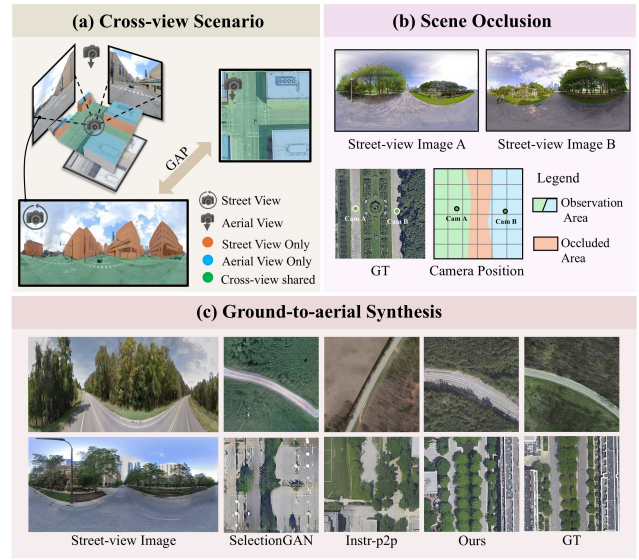 (a) Cross-view Scenario
GAP
Street View
Aerial View
Street View Only
Aerial View Only
Cross-view shared
(b) Scene Occlusion
Street-view Image A
Street-view Image B
Cam A
Cam B
GT
Cam A
Cam B
Camera Position
Legend
Observation
Area
Occluded
Area
(c) Ground-to-aerial Synthesis
Street-view Image
SelectionGAN
Instr-p2p
Ours
GT